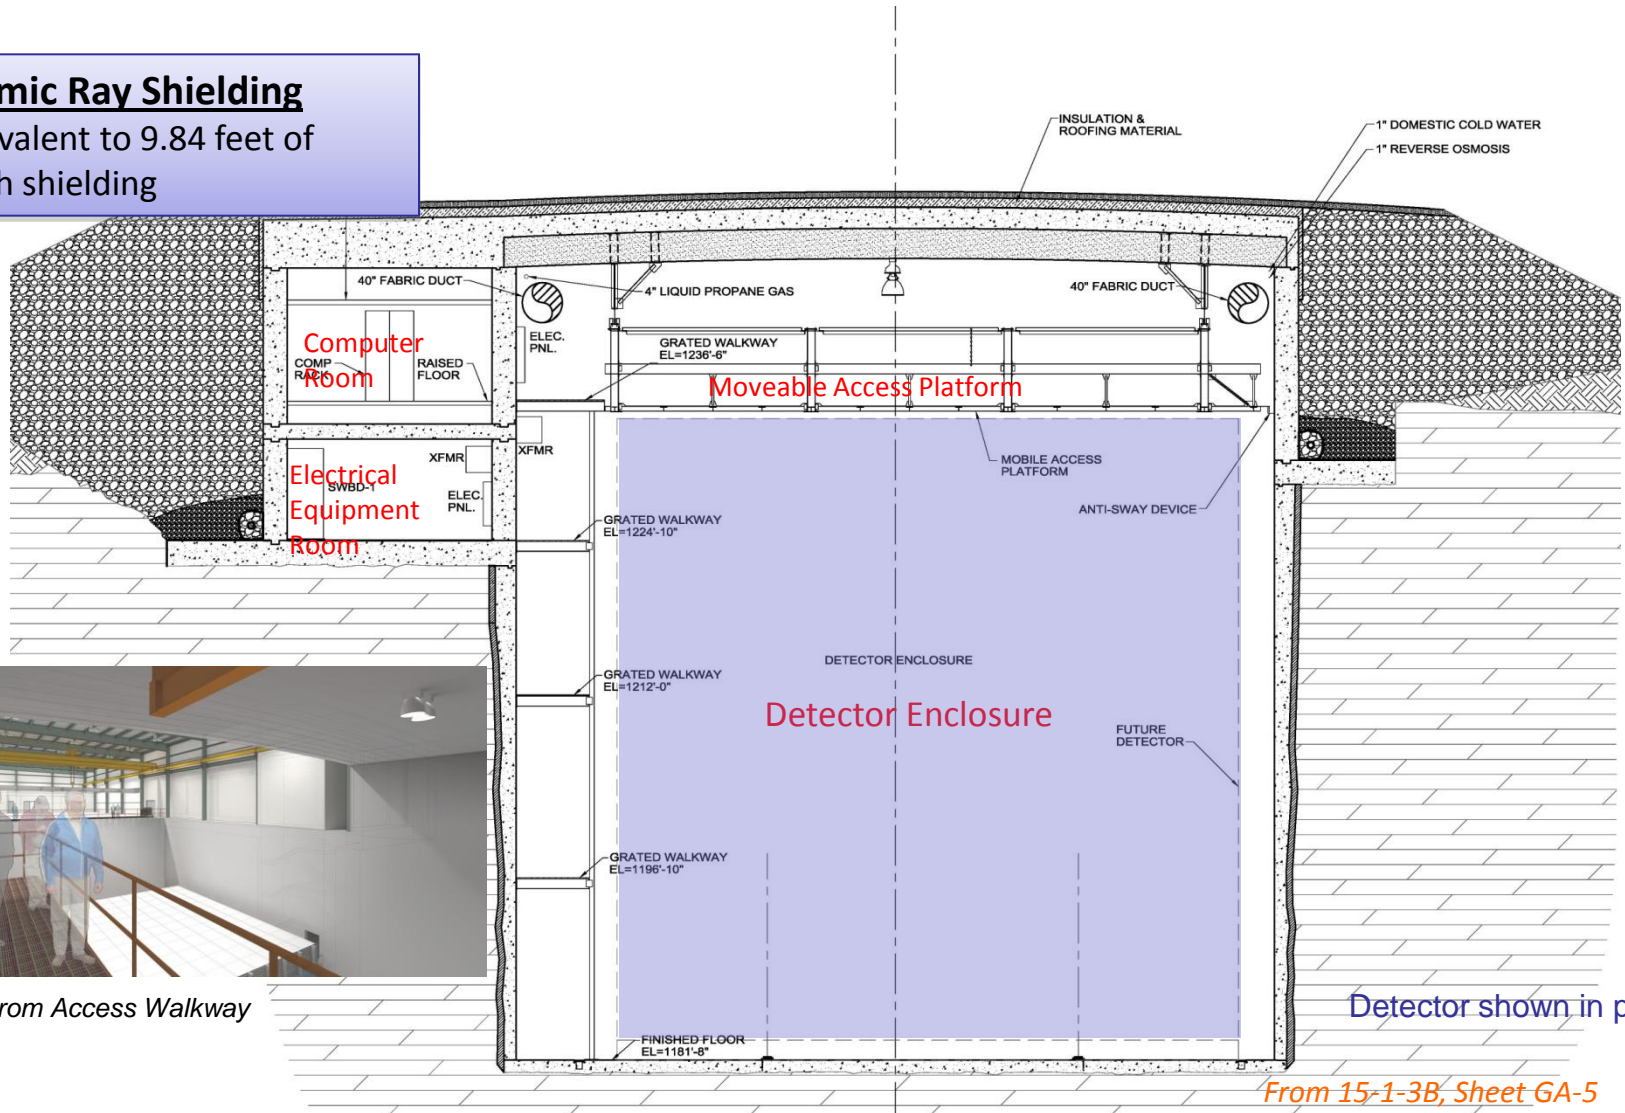 mic Ray Shielding
valent to 9.84 feet of
h shielding
INSULATION &
ROOFING MATERIAL
1" DOMESTIC COLD WATER
1" REVERSE OSMOSIS
40" FABRIC DUCT
4" LIQUID PROPANE GAS
40" FABRIC DUCT
ELEC.
PNL.
GRATED WALKWAY
EL=1236'-6"
Computer
Room
COMP
RACK
RAISED
FLOOR
Moveable Access Platform
XFMR
XFMR
MOBILE ACCESS
PLATFORM
Electrical
Equipment
Room
SWBD-1
ELEC.
PNL.
ANTI-SWAY DEVICE
GRATED WALKWAY
EL=1224'-10"
DETECTOR ENCLOSURE
GRATED WALKWAY
EL=1212'-0"
Detector Enclosure
FUTURE
DETECTOR
GRATED WALKWAY
EL=1196'-10"
rom Access Walkway
Detector shown in p
FINISHED FLOOR
EL=1181'-8"
From 15-1-3B, Sheet GA-5